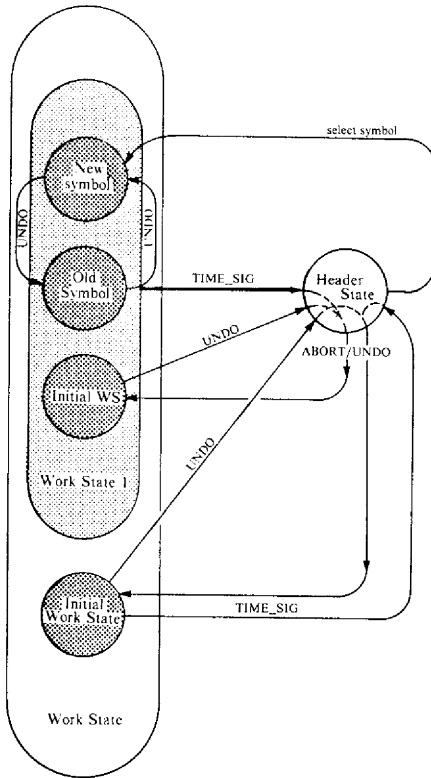 select symbol
New
symbol
UNDO
UNDO
Old
Symbol
TIME_SIG
Header
State
UNDO
ABORT/UNDO
Initial WS
UNDO
Work State 1
Initial
Work State
TIME_SIG
Work State